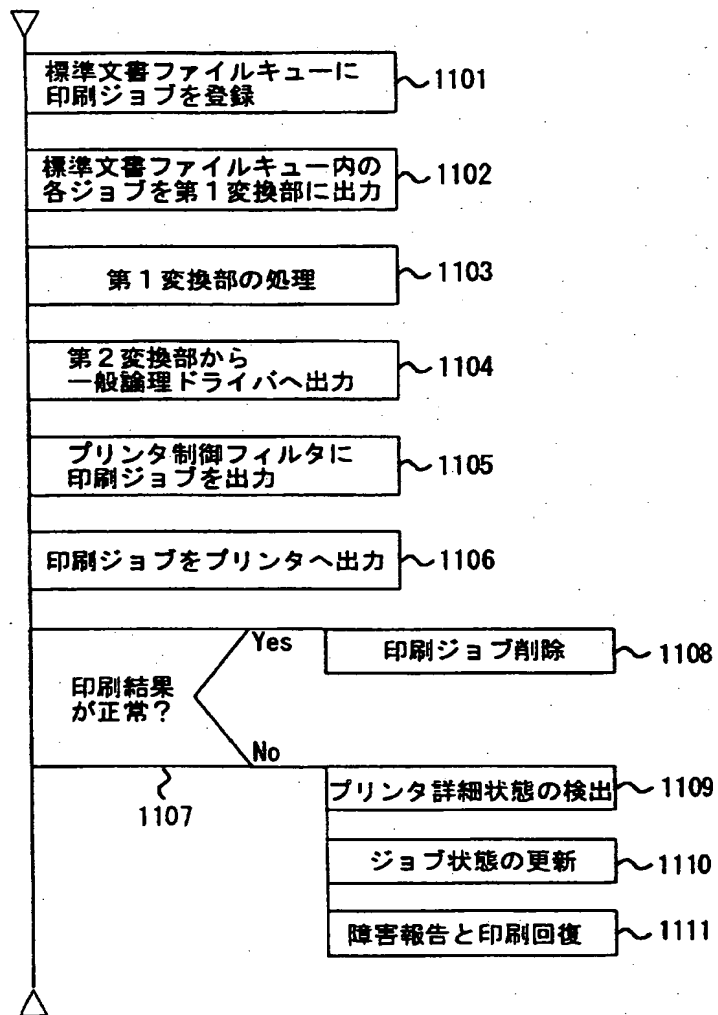 標準文書ファイルキューに
印刷ジョブを登録
1101
標準文書ファイルキュー内の
各ジョブを第1変換部に出力
1102
第1変換部の処理
1103
第2変換部から
一般論理ドライバへ出力
1104
プリンタ制御フィルタに
印刷ジョブを出力
1105
印刷ジョブをプリンタへ出力
1106
印刷結果
が正常?
1107
Yes
印刷ジョブ削除
1108
No
プリンタ詳細状態の検出
1109
ジョブ状態の更新
1110
障害報告と印刷回復
1111